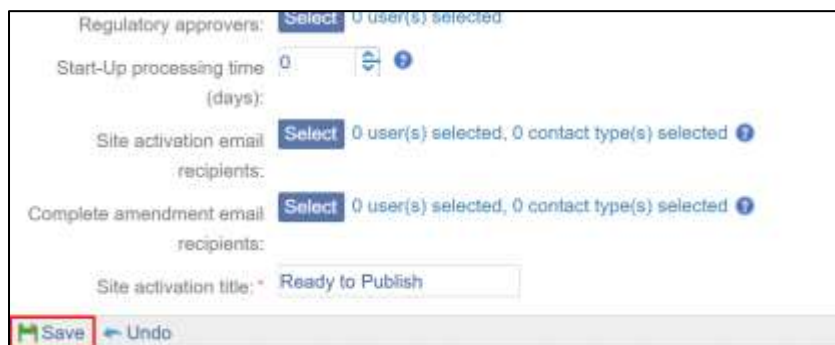 Regulatory approvers: Select 0 user(s) selected
Start-Up processing time 0
(days):
Site activation email Select 0 user(s) selected, 0 contact type(s) selected ?
recipients:
Complete amendment email Select 0 user(s) selected, 0 contact type(s) selected ?
recipients:
Site activation title: * Ready to Publish
Save Undo